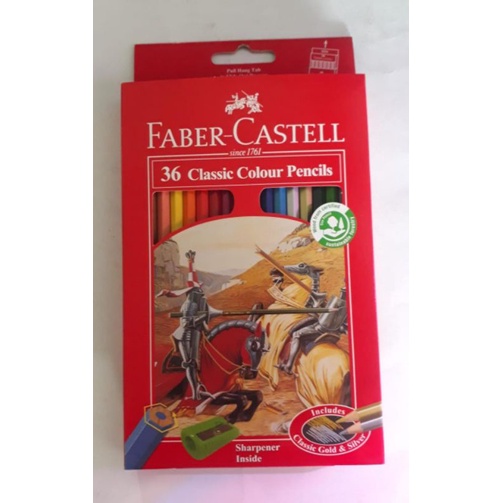 Pull Hang Tab
FABER-CASTELL
since 1761
36 Classic Colour Pencils
Sharpener
Inside
Includes
Classic Gold & Silver